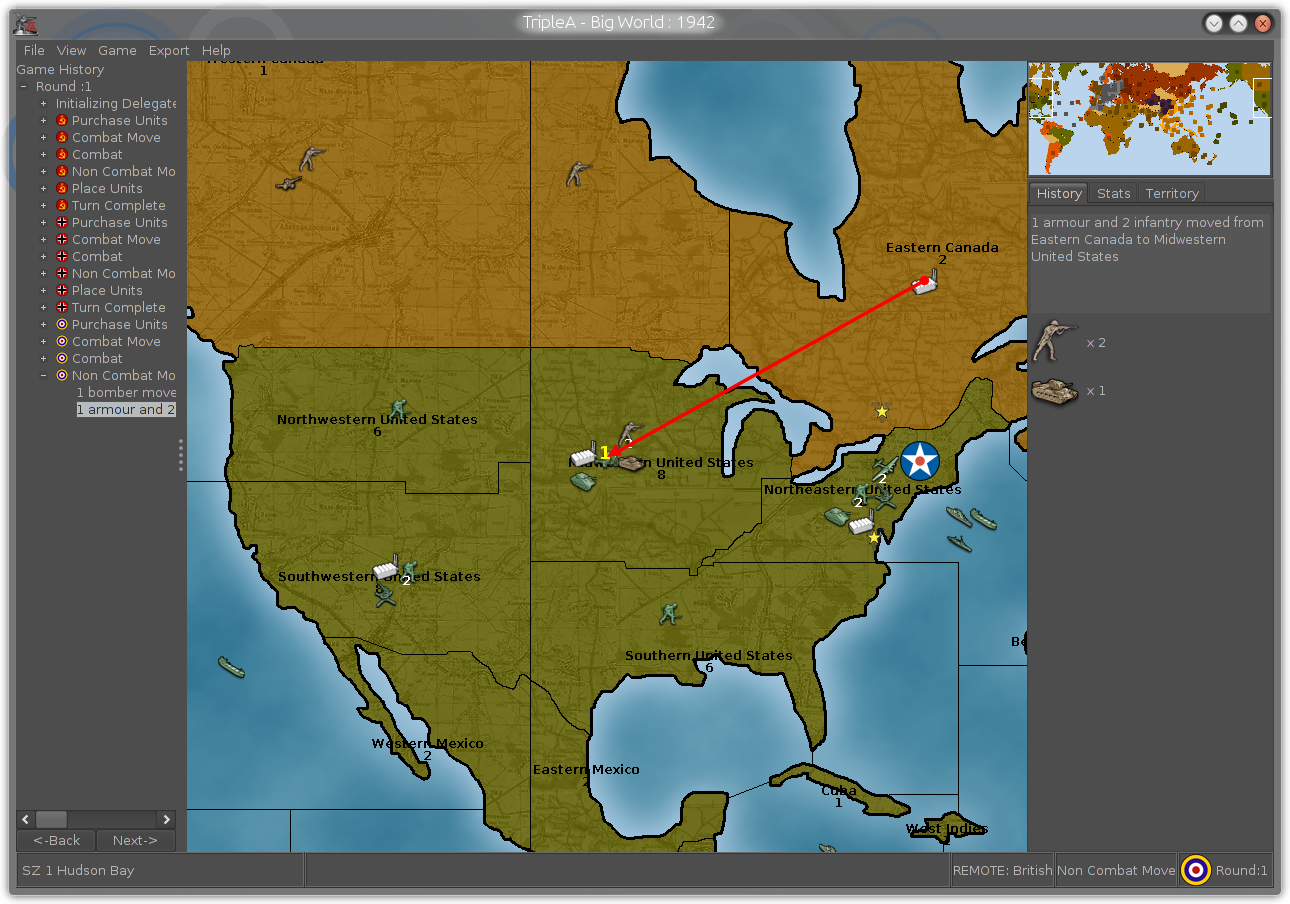 TripleA - Big World : 1942
File View Game Export Help
Game History
Round :1
Initializing Delegate
Purchase Units
Combat Move
Combat
Non Combat Mo
Place Units
Turn Complete
Purchase Units
Combat Move
Combat
Non Combat Mo
Place Units
Turn Complete
Purchase Units
Combat Move
Combat
Non Combat Mo
1 bomber move
1 armour and 2
<-Back Next->
Western Canada
1
Eastern Canada
2
Northwestern United States
6
1
2
United States
8
2
Northeastern United States
2
Southwestern United States
2
Southern United States
6
Western Mexico
2
Eastern Mexico
Cuba
1
West Indies
Be
History Stats Territory
1 armour and 2 infantry moved from
Eastern Canada to Midwestern
United States
x 2
x 1
SZ 1 Hudson Bay
REMOTE: British Non Combat Move Round:1